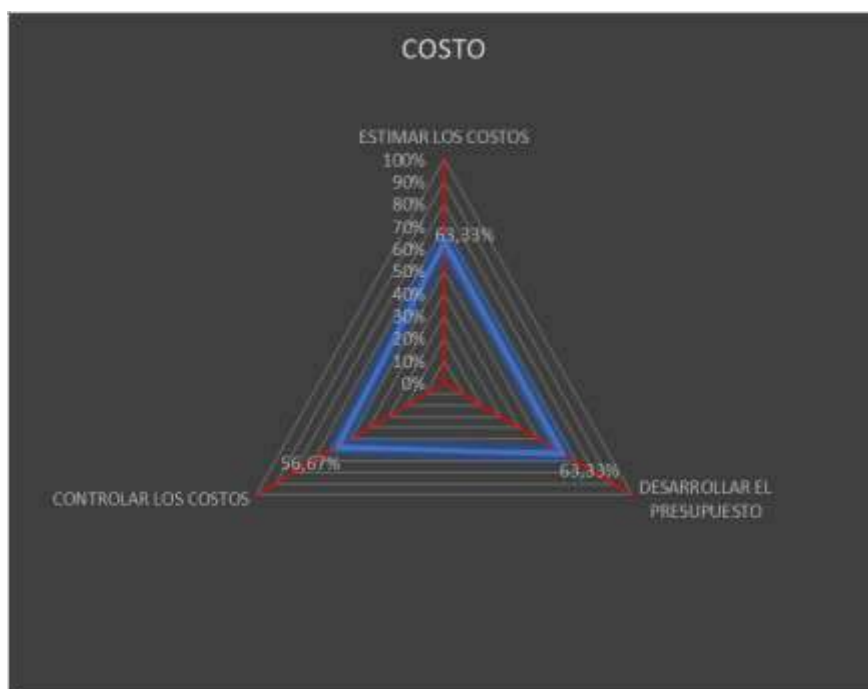 COSTO
ESTIMAR LOS COSTOS
100%
90%
80%
70%
63,33%
60%
50%
40%
30%
20%
10%
0%
56,67%
63,33%
CONTROLAR LOS COSTOS
DESARROLLAR EL
PRESUPUESTO